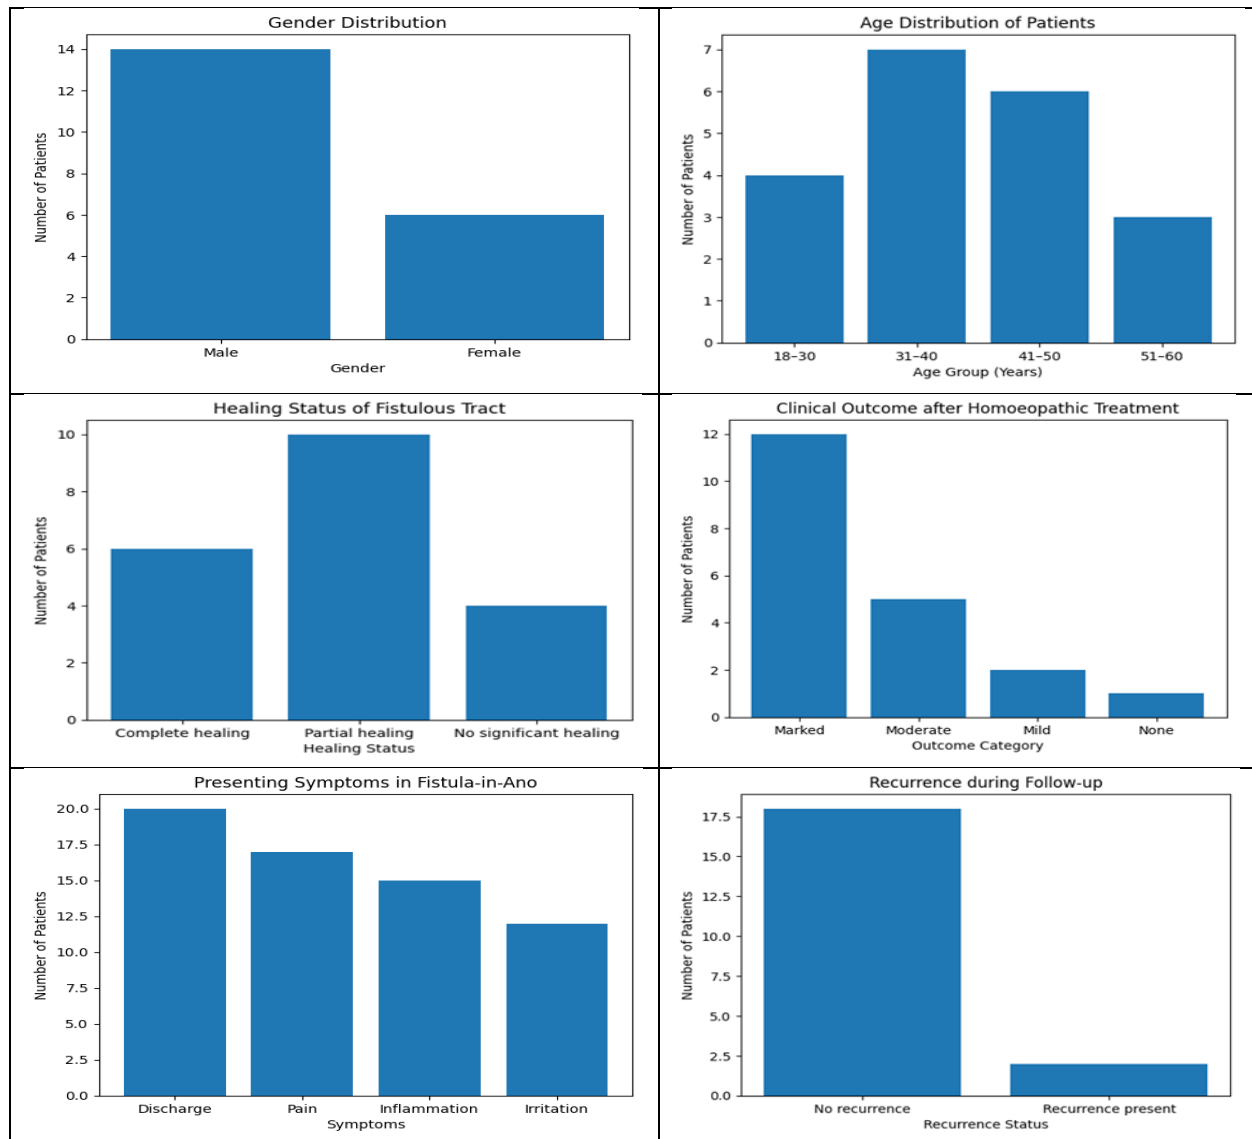 Gender Distribution
14
12
10
8
6
4
2
0
Number of Patients
Male
Female
Gender
Age Distribution of Patients
7
6
5
4
3
2
1
0
Number of Patients
18–30
31–40
41–50
51–60
Age Group (Years)
Healing Status of Fistulous Tract
10
8
6
4
2
0
Number of Patients
Complete healing
Partial healing
No significant healing
Healing Status
Clinical Outcome after Homoeopathic Treatment
12
10
8
6
4
2
0
Number of Patients
Marked
Moderate
Mild
None
Outcome Category
Presenting Symptoms in Fistula-in-Ano
20.0
17.5
15.0
12.5
10.0
7.5
5.0
2.5
0.0
Number of Patients
Discharge
Pain
Inflammation
Irritation
Symptoms
Recurrence during Follow-up
17.5
15.0
12.5
10.0
7.5
5.0
2.5
0.0
Number of Patients
No recurrence
Recurrence present
Recurrence Status